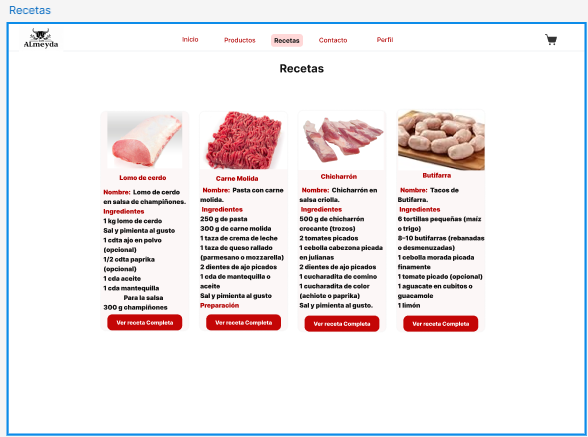 Recetas
ALmeyda
Inicio Productos Recetas Contacto Perfil
Recetas
Lomo de cerdo
Nombre: Lomo de cerdo
en salsa de champiñones.
Ingredientes
1 kg lomo de cerdo
Sal y pimienta al gusto
1 cdta ajo en polvo
(opcional)
1/2 cdta paprika
(opcional)
1 cda aceite
1 cda mantequilla
Para la salsa
300 g champiñones
Ver receta Completa
Carne Molida
Nombre: Pasta con carne
molida.
Ingredientes
250 g de pasta
300 g de carne molida
1 taza de crema de leche
1 taza de queso rallado
(parmesano o mozzarella)
2 dientes de ajo picados
1 cda de mantequilla o
aceite
Sal y pimienta al gusto
Preparación
Ver receta Completa
Chicharrón
Nombre: Chicharrón en
salsa criolla.
Ingredientes
500 g de chicharrón
crocante (trozos)
2 tomates picados
1 cebolla cabezona picada
en julianas
2 dientes de ajo picados
1 cucharadita de comino
1 cucharadita de color
(achiote o paprika)
Sal y pimienta al gusto.
Ver receta Completa
Butifarra
Nombre: Tacos de
Butifarra.
Ingredientes
6 tortillas pequeñas (maíz
o trigo)
8–10 butifarras (rebanadas
o desmenuzadas)
1 cebolla morada picada
finamente
1 tomate picado (opcional)
1 aguacate en cubitos o
guacamole
1 limón
Ver receta Completa